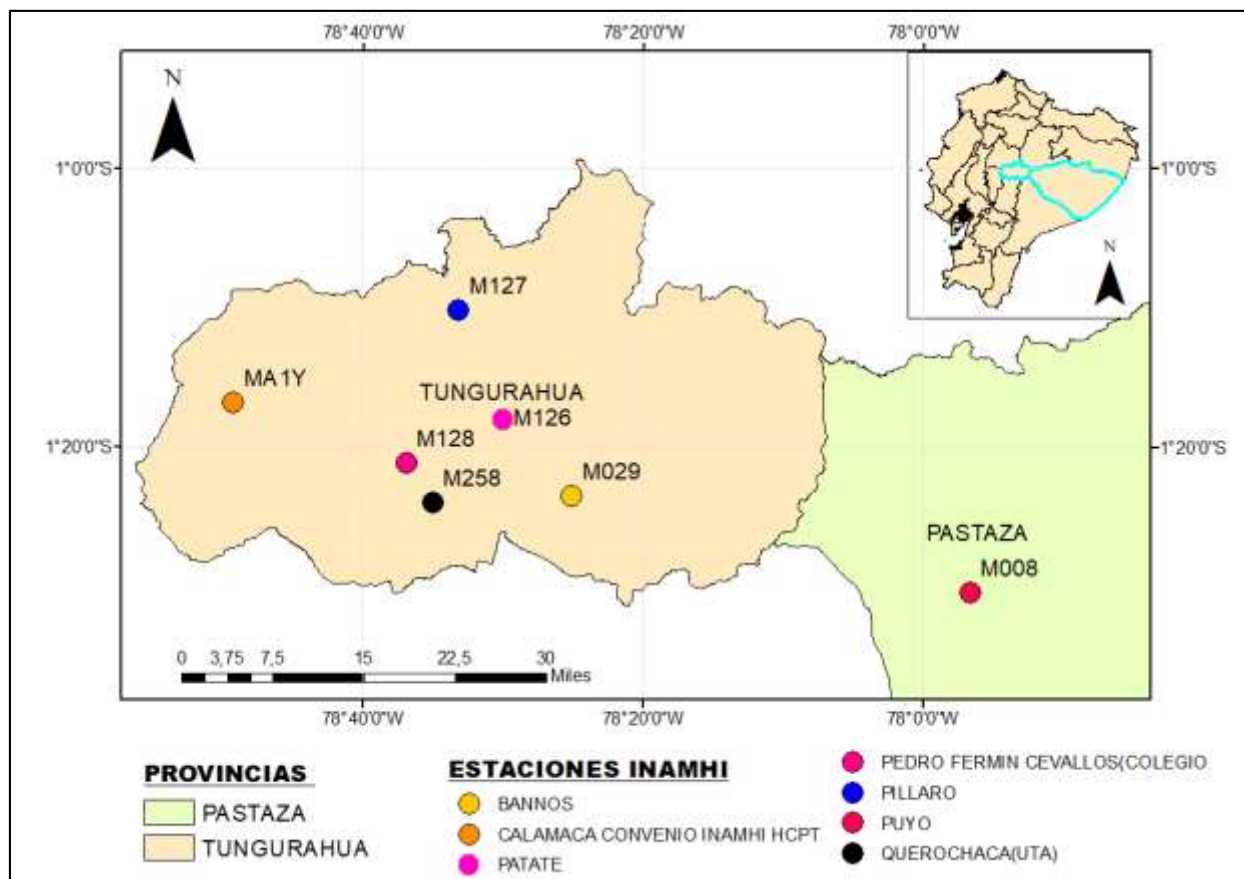 78°40'0"W 78°20'0"W 78°0'0"W
N
1°0'0"S 1°0'0"S
N
M127
MA1Y
TUNGURAHUA
M126
M128
1°20'0"S 1°20'0"S
M258
M029
PASTAZA
M008
0 3,75 7,5 15 22,5 30
Miles
78°40'0"W 78°20'0"W 78°0'0"W
PROVINCIAS
PASTAZA
TUNGURAHUA
ESTACIONES INAMHI
BANNOS
CALAMACA CONVENIO INAMHI HCPT
PATATE
PEDRO FERMIN CEVALLOS(COLEGIO
PILLARO
PUYO
QUEROCHACA(UTA)